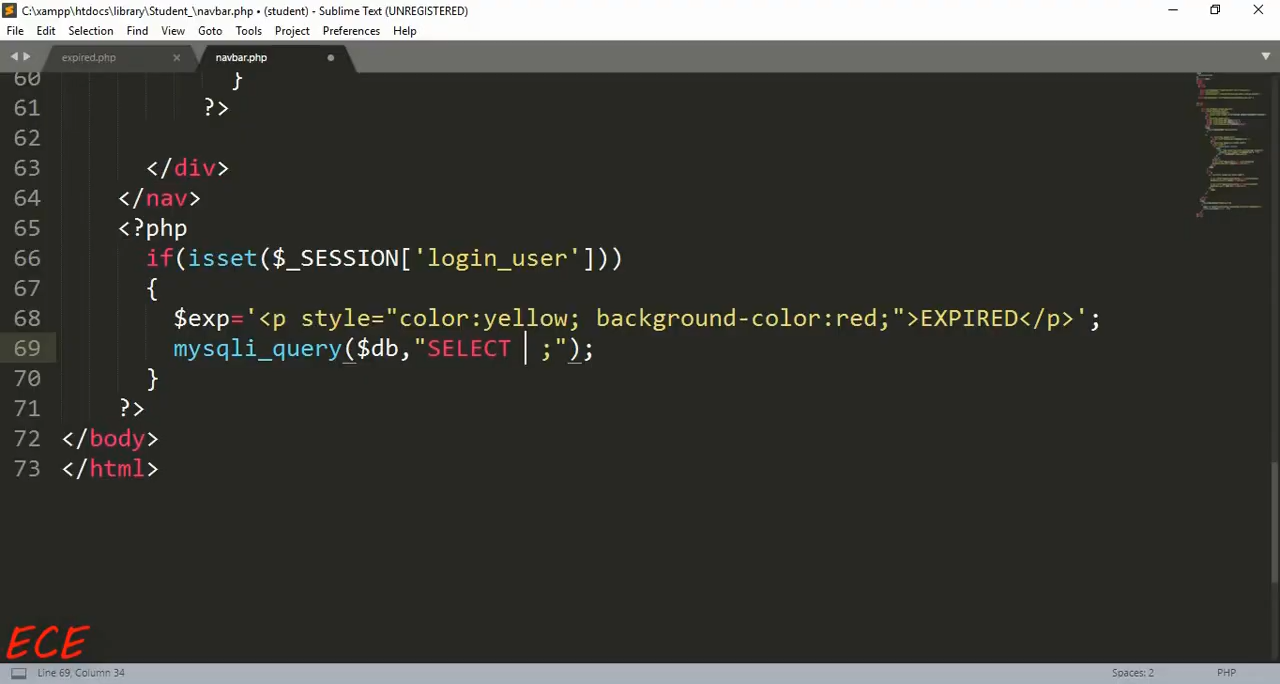 C:\xampp\htdocs\library\Student_\navbar.php • (student) - Sublime Text (UNREGISTERED)
File Edit Selection Find View Goto Tools Project Preferences Help
expired.php navbar.php
60 }
61 ?>
62
63 </div>
64 </nav>
65 <?php
66 if(isset($_SESSION['login_user']))
67 {
68 $exp='<p style="color:yellow; background-color:red;">EXPIRED</p>';
69 mysqli_query($db,"SELECT  ;");
70 }
71 ?>
72 </body>
73 </html>
ECE
Line 69, Column 34 Spaces: 2 PHP